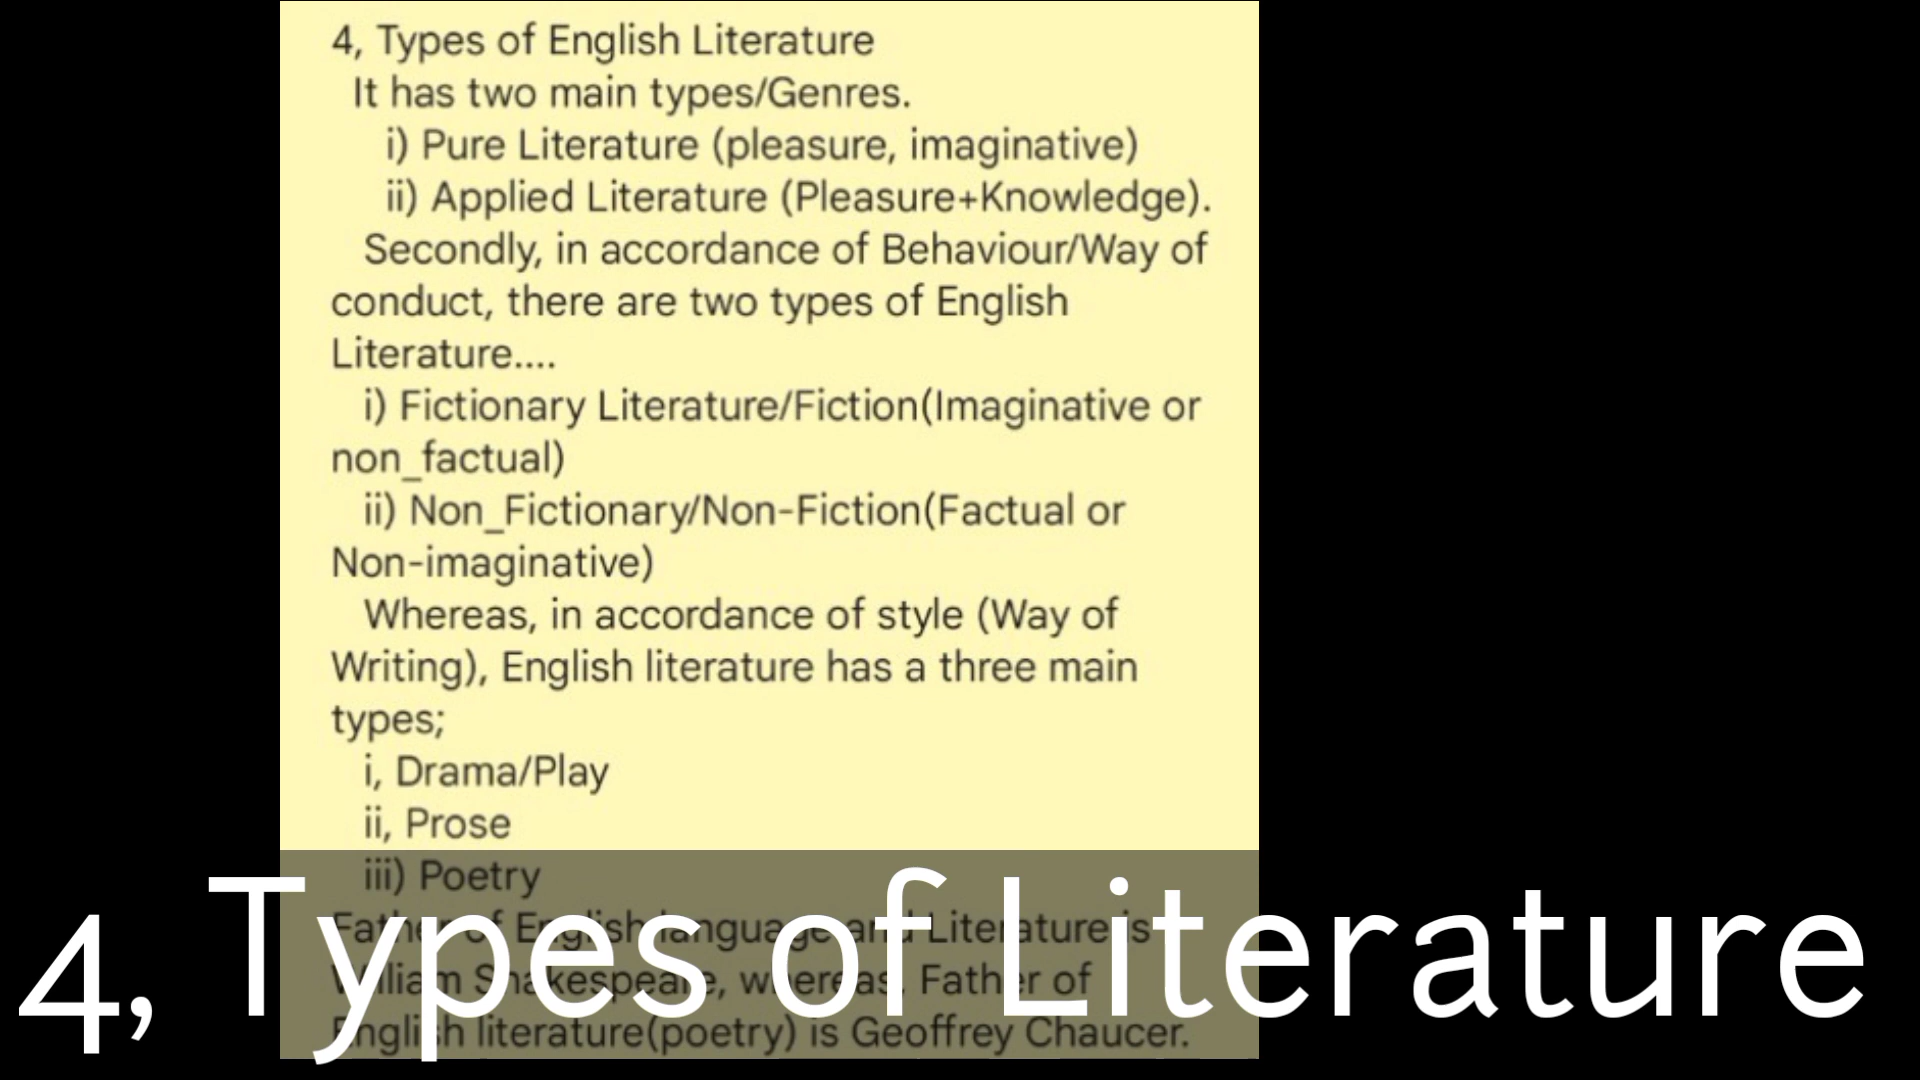 4, Types of English Literature
It has two main types/Genres.
i) Pure Literature (pleasure, imaginative)
ii) Applied Literature (Pleasure+Knowledge).
Secondly, in accordance of Behaviour/Way of
conduct, there are two types of English
Literature....
i) Fictionary Literature/Fiction(Imaginative or
non_factual)
ii) Non_Fictionary/Non-Fiction(Factual or
Non-imaginative)
Whereas, in accordance of style (Way of
Writing), English literature has a three main
types;
i, Drama/Play
ii, Prose
iii) Poetry
Father of English language and Literature is
William Shakespeare, whereas, Father of
English literature(poetry) is Geoffrey Chaucer.
4, Types of Literature